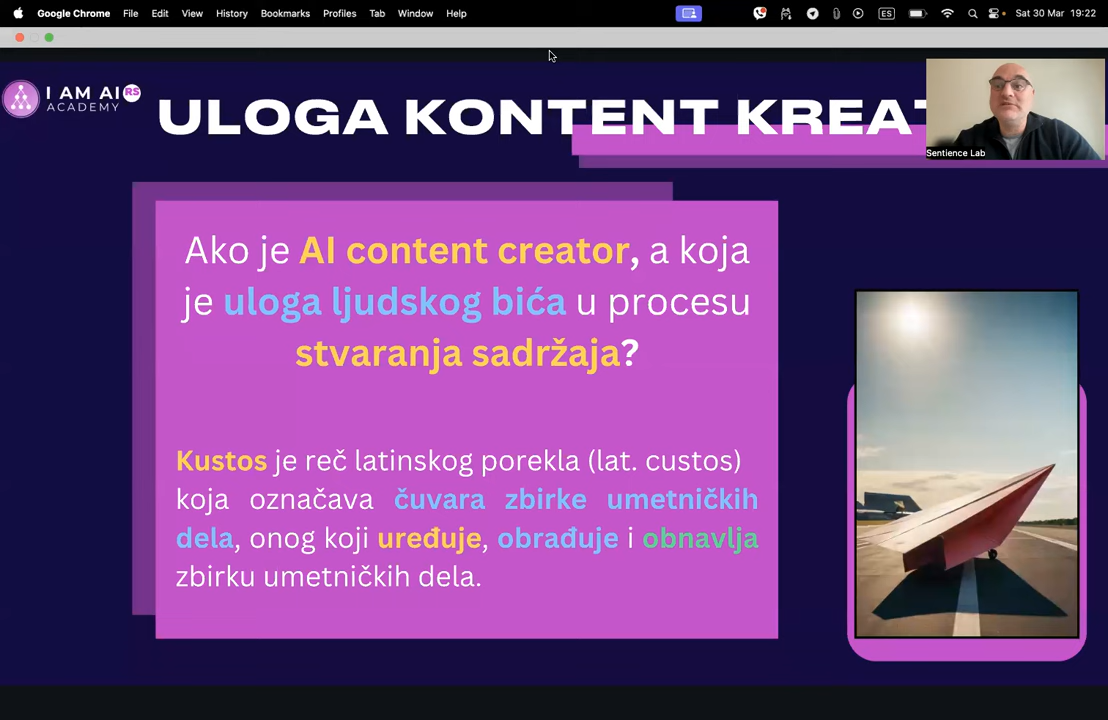 Google Chrome File Edit View History Bookmarks Profiles Tab Window Help ES Sat 30 Mar 19:22
I AM AI RS
ACADEMY
ULOGA KONTENT
Sentience Lab
Ako je AI content creator, a koja
je uloga ljudskog bića u procesu
stvaranja sadržaja?
Kustos je reč latinskog porekla (lat. custos)
koja označava čuvara zbirke umetničkih
dela, onog koji uređuje, obrađuje i obnavlja
zbirku umetničkih dela.